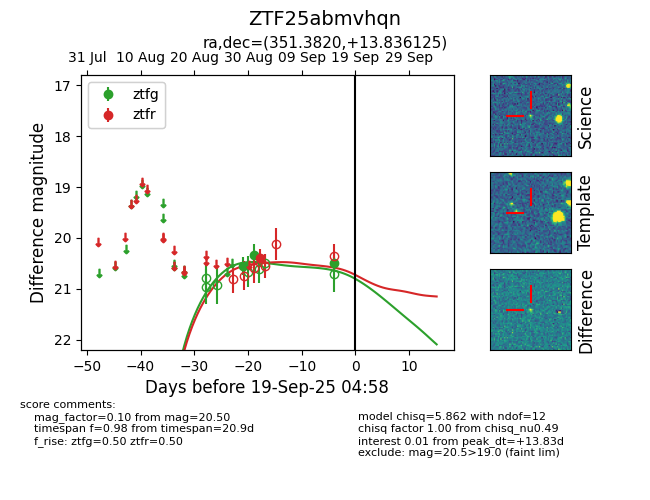 ZTF25abmvhqn
ra,dec=(351.3820,+13.836125)
31 Jul 10 Aug 20 Aug 30 Aug 09 Sep 19 Sep 29 Sep
17
18
19
20
21
22
Difference magnitude
ztfg
ztfr
−50 −40 −30 −20 −10 0 10
Days before 19-Sep-25 04:58
Science
Template
Difference
score comments:
mag_factor=0.10 from mag=20.50
timespan f=0.98 from timespan=20.9d
f_rise: ztfg=0.50 ztfr=0.50
model chisq=5.862 with ndof=12
chisq factor 1.00 from chisq_nu0.49
interest 0.01 from peak_dt=+13.83d
exclude: mag=20.5>19.0 (faint lim)